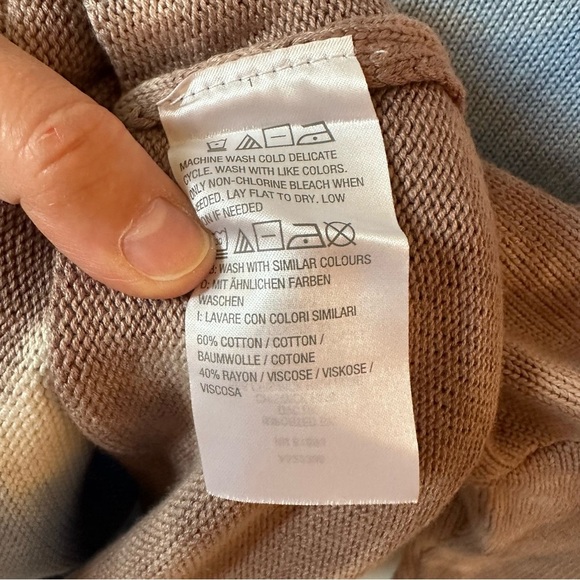 MACHINE WASH COLD DELICATE
CYCLE. WASH WITH LIKE COLORS.
ONLY NON-CHLORINE BLEACH WHEN
NEEDED. LAY FLAT TO DRY. LOW
IF NEEDED
: WASH WITH SIMILAR COLOURS
D: MIT ÄHNLICHEN FARBEN
WASCHEN
I: LAVARE CON COLORI SIMILARI
60% COTTON / COTTON /
BAUMWOLLE / COTONE
40% RAYON / VISCOSE / VISKOSE /
VISCOSA